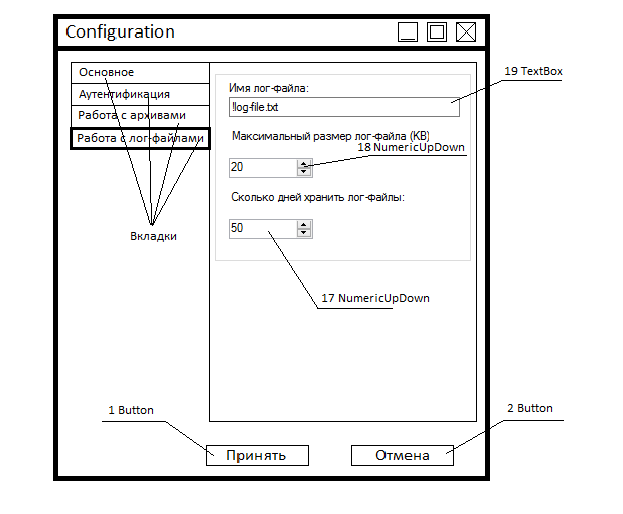 Configuration
Основное
Аутентификация
Работа с архивами
Работа с лог-файлами
Вкладки
Имя лог-файла:
!log-file.txt
19 TextBox
Максимальный размер лог-файла (KB)
18 NumericUpDown
20
Сколько дней хранить лог-файлы:
50
17 NumericUpDown
1 Button
2 Button
Принять
Отмена